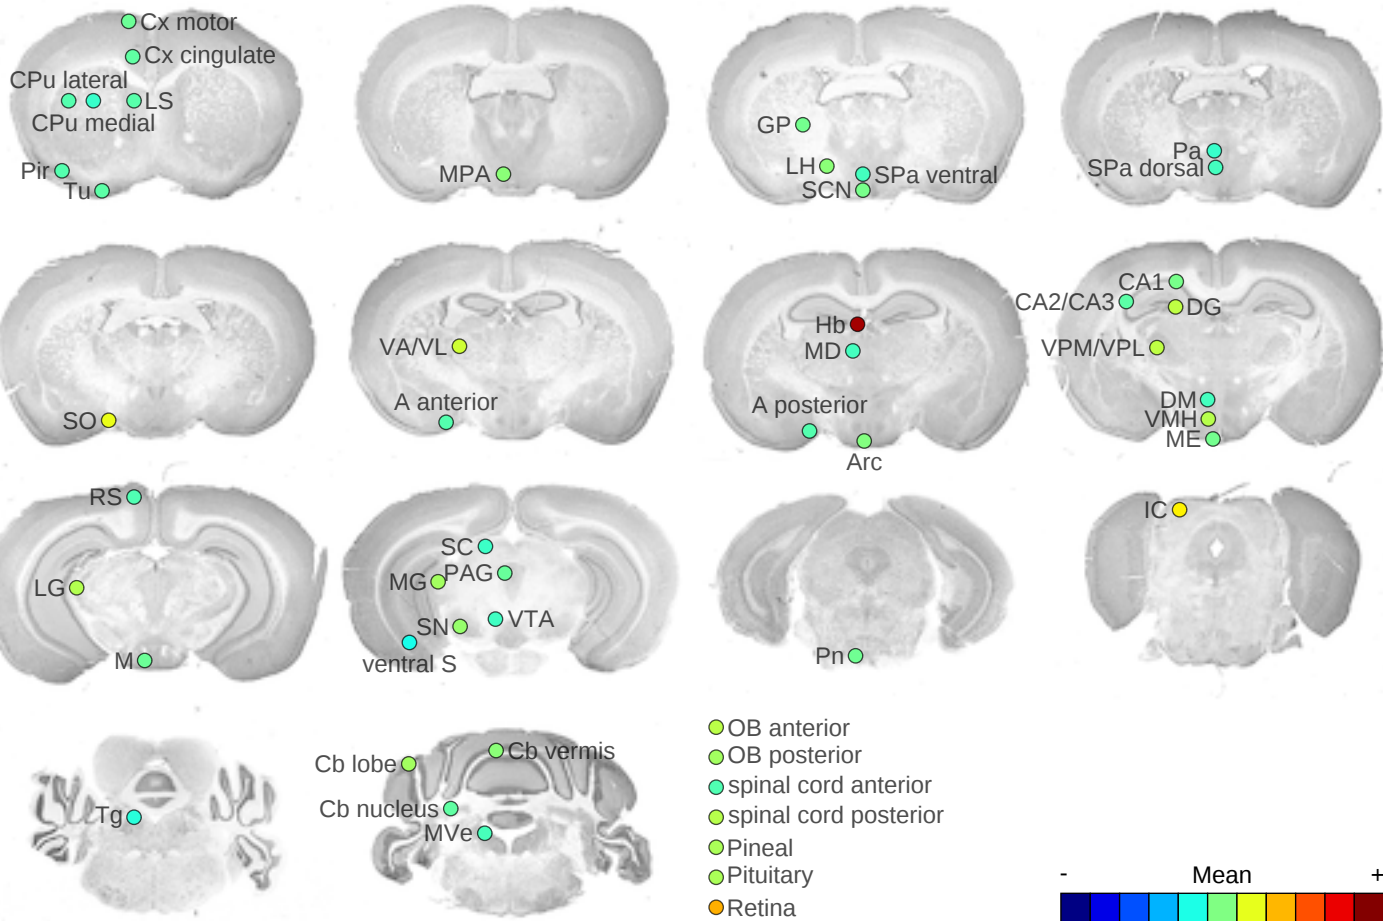 Cx motor
Cx cingulate
CPu lateral
LS
CPu medial
Pir
Tu
MPA
GP
LH
SPa ventral
SCN
Pa
SPa dorsal
SO
VA/VL
A anterior
Hb
MD
A posterior
Arc
CA1
CA2/CA3
DG
VPM/VPL
DM
VMH
ME
RS
LG
M
SC
PAG
MG
SN
VTA
ventral S
Pn
IC
Tg
Cb vermis
Cb lobe
Cb nucleus
MVe
OB anterior
OB posterior
spinal cord anterior
spinal cord posterior
Pineal
Pituitary
Retina
- Mean +